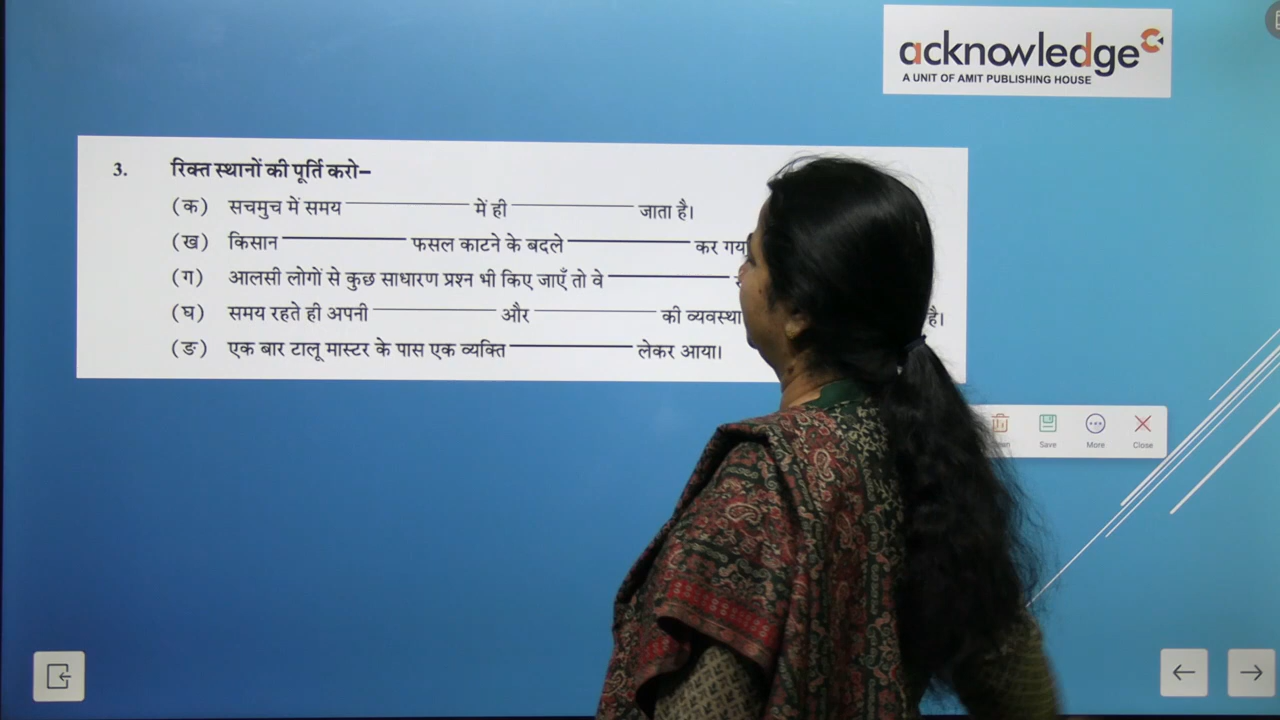 acknowledge
A UNIT OF AMIT PUBLISHING HOUSE
3. रिक्त स्थानों की पूर्ति करो–
(क) सचमुच में समय ———— में ही ———— जाता है।
(ख) किसान ———— फसल काटने के बदले ———— कर
(ग) आलसी लोगों से कुछ साधारण प्रश्न भी किए जाएँ तो वे ————
(घ) समय रहते ही अपनी ———— और ———— की व्यवस्था है।
(ङ) एक बार टालू मास्टर के पास एक व्यक्ति ———— लेकर आया।
Save More Close